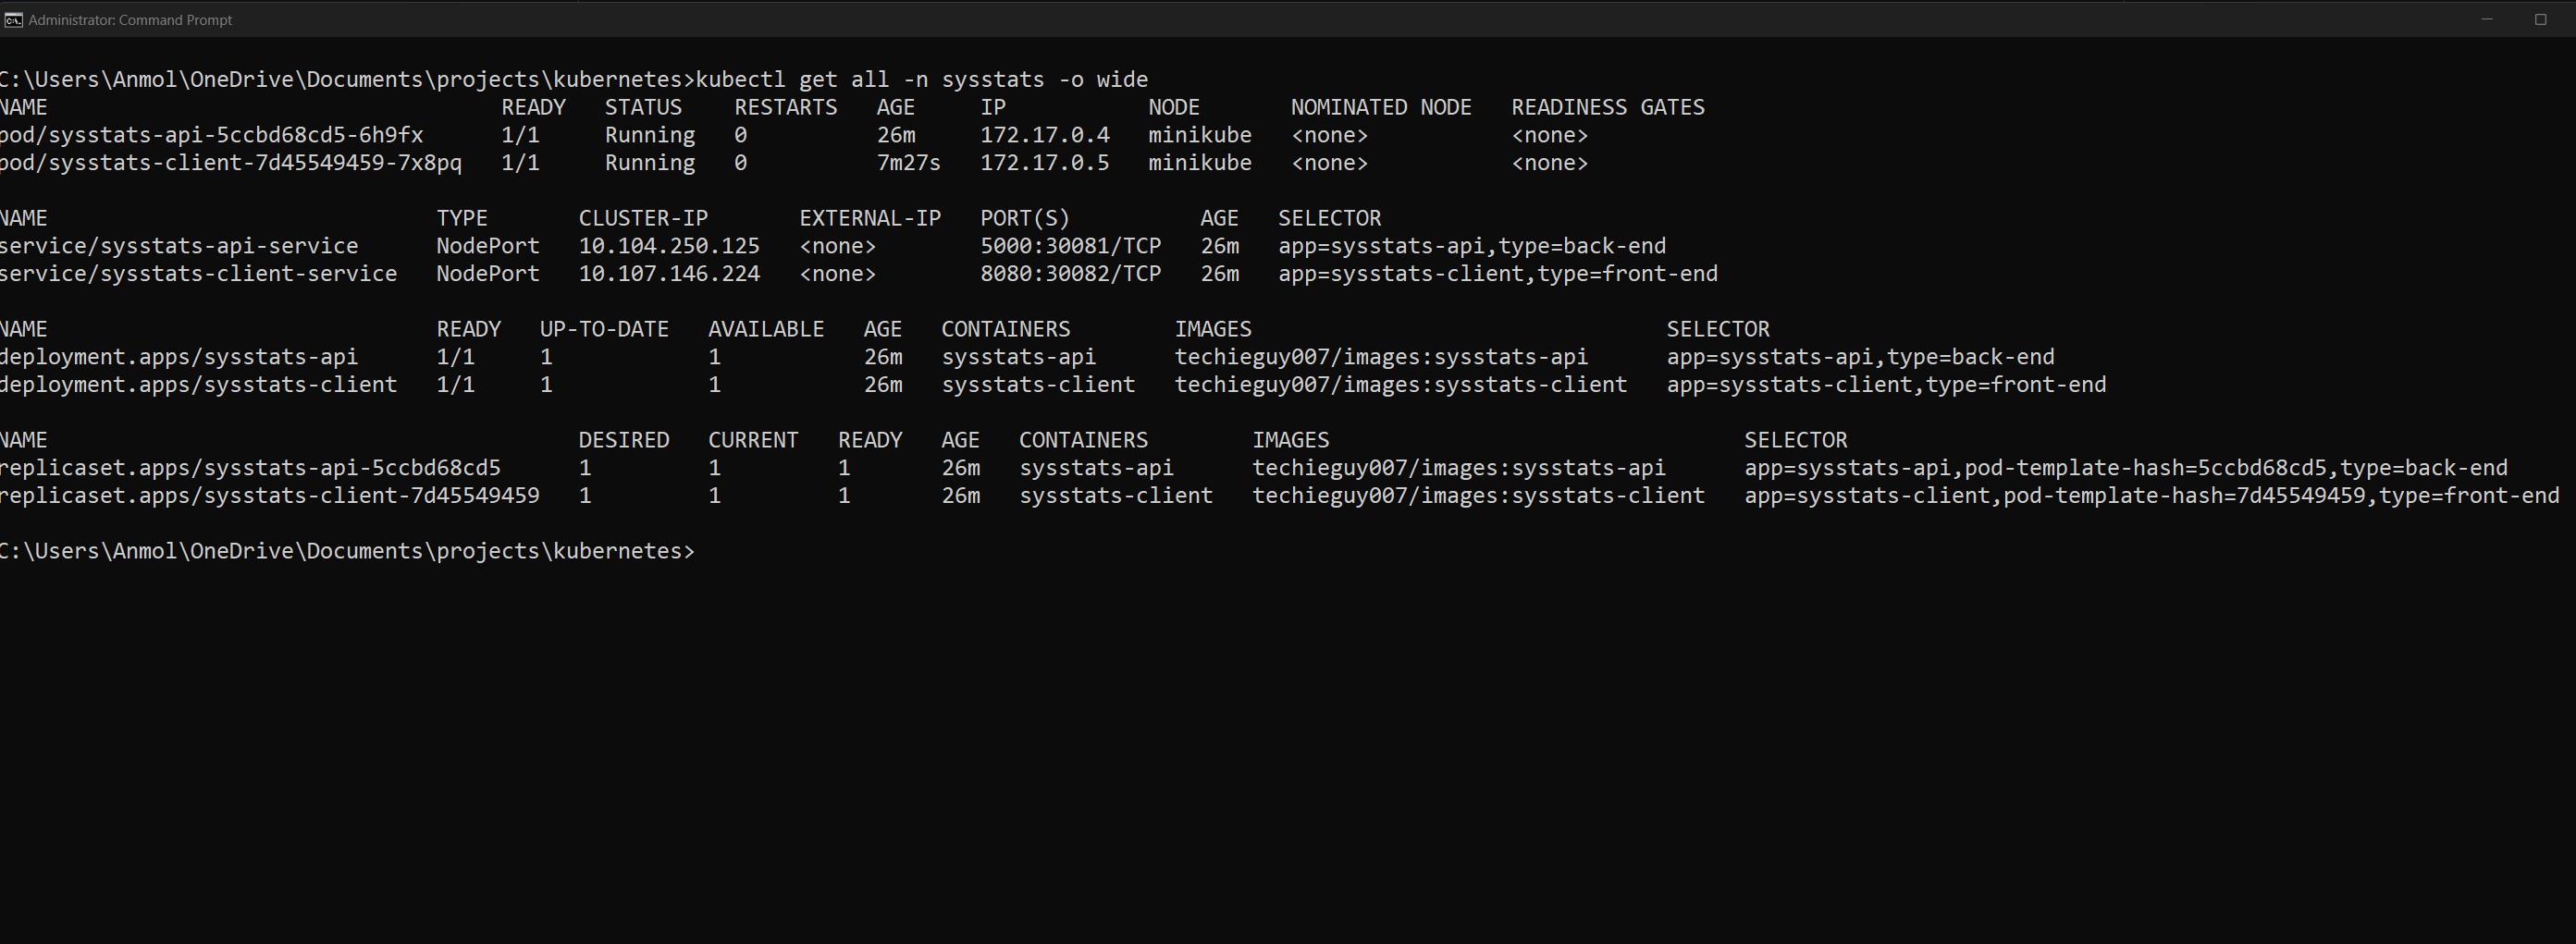 Administrator: Command Prompt
C:\Users\Anmol\OneDrive\Documents\projects\kubernetes>kubectl get all -n sysstats -o wide
NAME READY STATUS RESTARTS AGE IP NODE NOMINATED NODE READINESS GATES
pod/sysstats-api-5ccbd68cd5-6h9fx 1/1 Running 0 26m 172.17.0.4 minikube <none> <none>
pod/sysstats-client-7d45549459-7x8pq 1/1 Running 0 7m27s 172.17.0.5 minikube <none> <none>
NAME TYPE CLUSTER-IP EXTERNAL-IP PORT(S) AGE SELECTOR
service/sysstats-api-service NodePort 10.104.250.125 <none> 5000:30081/TCP 26m app=sysstats-api,type=back-end
service/sysstats-client-service NodePort 10.107.146.224 <none> 8080:30082/TCP 26m app=sysstats-client,type=front-end
NAME READY UP-TO-DATE AVAILABLE AGE CONTAINERS IMAGES SELECTOR
deployment.apps/sysstats-api 1/1 1 1 26m sysstats-api techieguy007/images:sysstats-api app=sysstats-api,type=back-end
deployment.apps/sysstats-client 1/1 1 1 26m sysstats-client techieguy007/images:sysstats-client app=sysstats-client,type=front-end
NAME DESIRED CURRENT READY AGE CONTAINERS IMAGES SELECTOR
replicaset.apps/sysstats-api-5ccbd68cd5 1 1 1 26m sysstats-api techieguy007/images:sysstats-api app=sysstats-api,pod-template-hash=5ccbd68cd5,type=back-end
replicaset.apps/sysstats-client-7d45549459 1 1 1 26m sysstats-client techieguy007/images:sysstats-client app=sysstats-client,pod-template-hash=7d45549459,type=front-end
C:\Users\Anmol\OneDrive\Documents\projects\kubernetes>